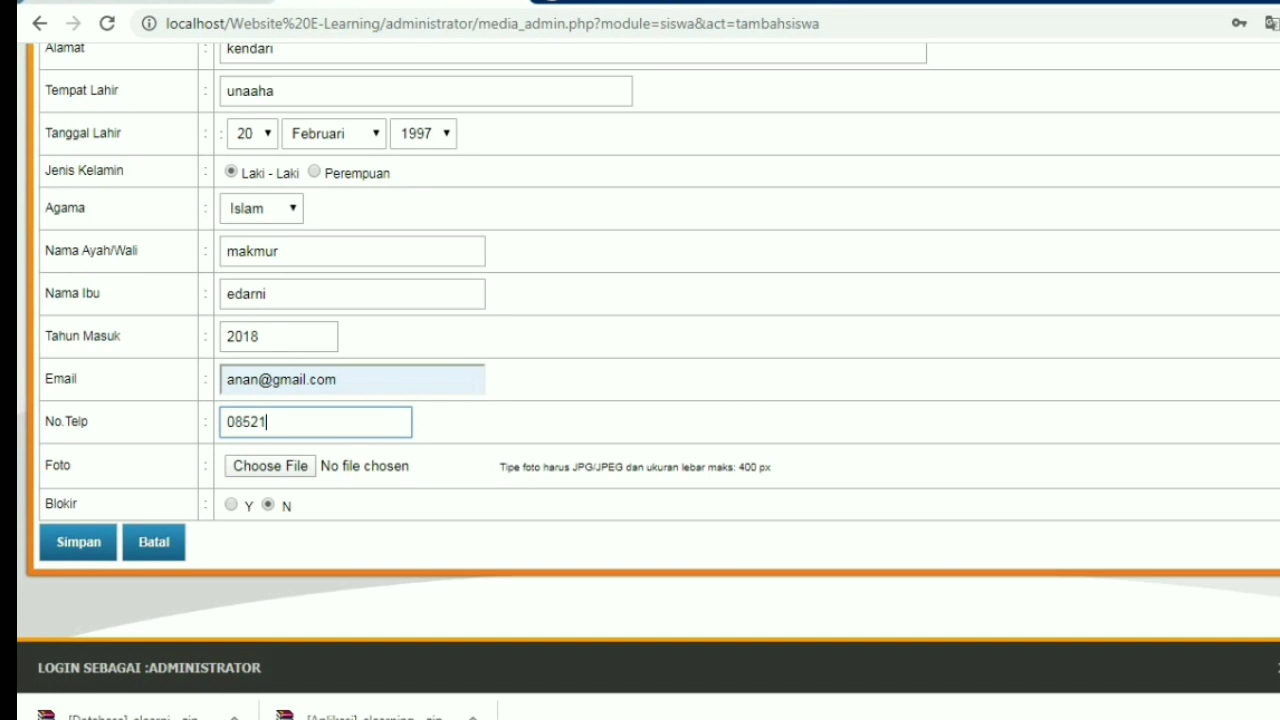 localhost/Website%20E-Learning/administrator/media_admin.php?module=siswa&act=tambahsiswa
Alamat : kendari
Tempat Lahir : unaaha
Tanggal Lahir : : 20 Februari 1997
Jenis Kelamin : Laki - Laki Perempuan
Agama : Islam
Nama Ayah/Wali : makmur
Nama Ibu : edarni
Tahun Masuk : 2018
Email : anan@gmail.com
No.Telp : 08521
Foto : Choose File No file chosen Tipe foto harus JPG/JPEG dan ukuran lebar maks: 400 px
Blokir : Y N
Simpan Batal
LOGIN SEBAGAI :ADMINISTRATOR